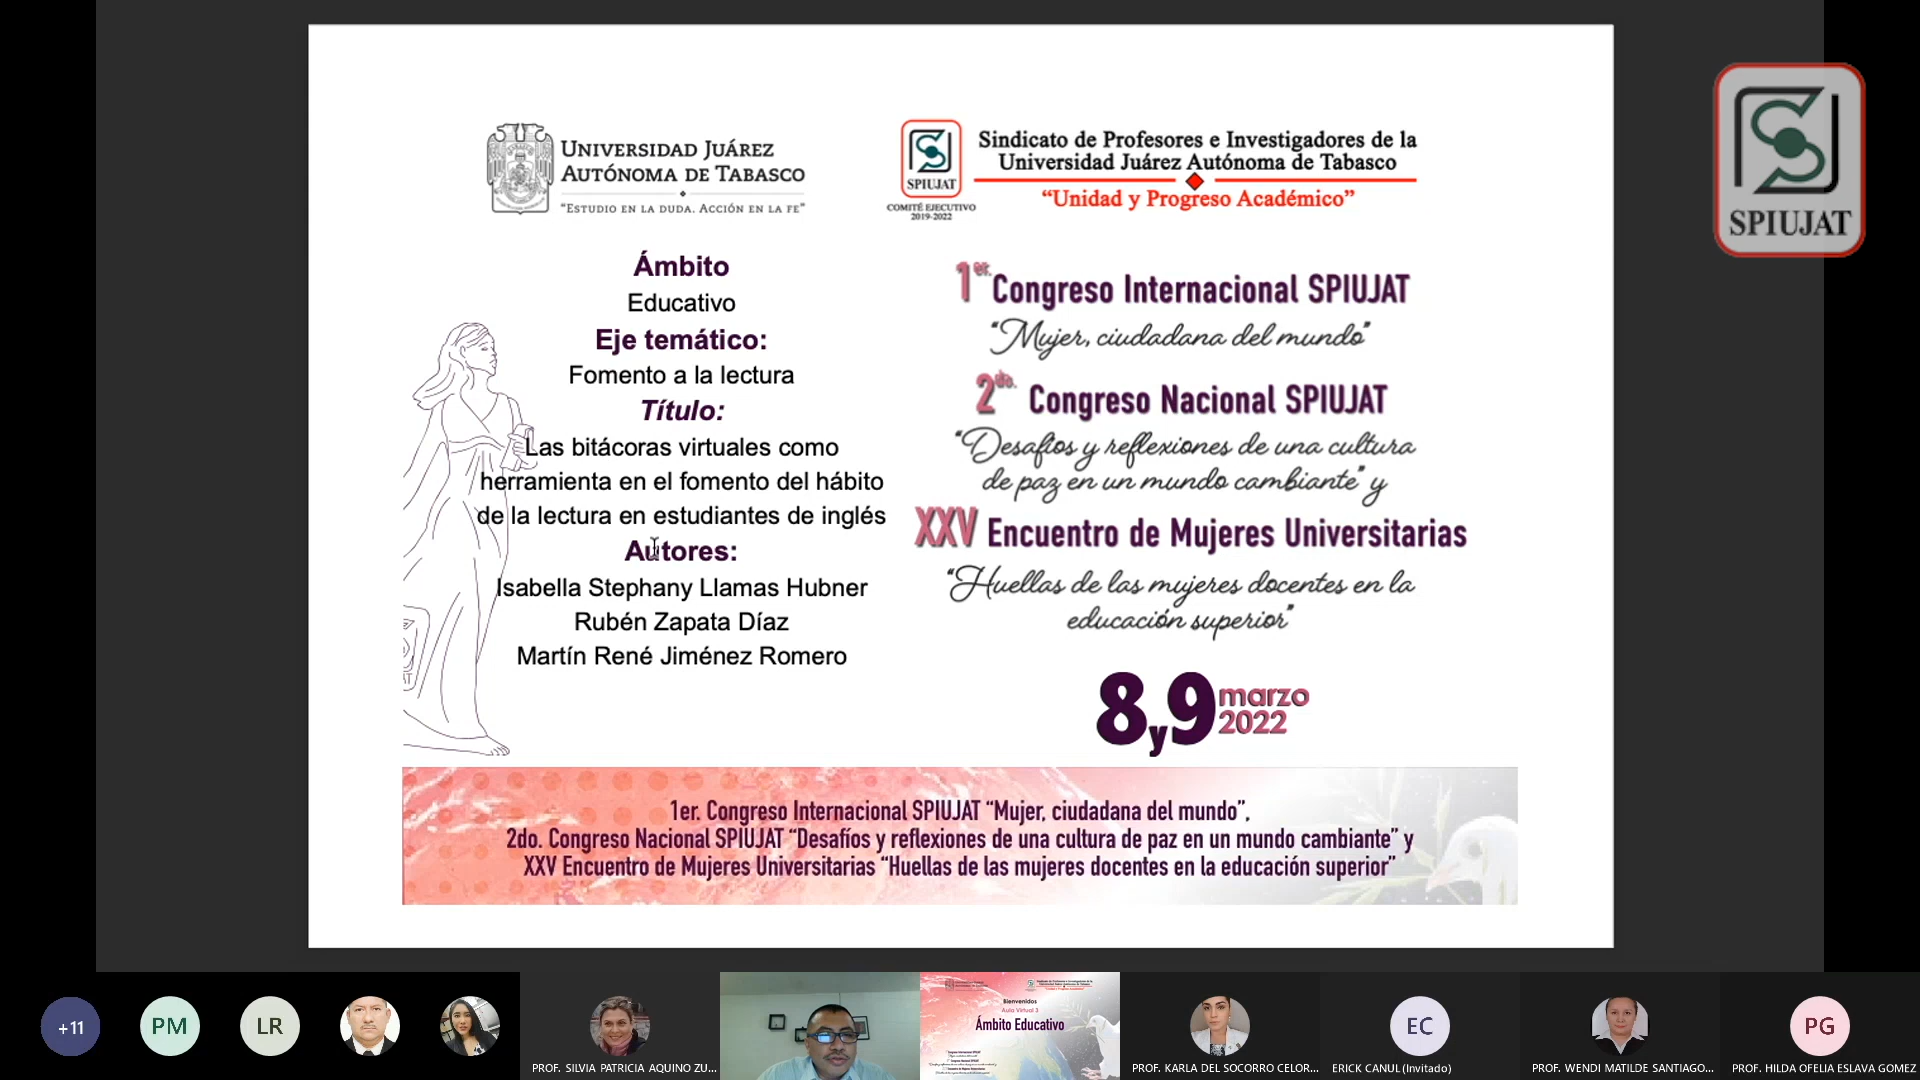 UNIVERSIDAD JUÁREZ
AUTÓNOMA DE TABASCO
“ESTUDIO EN LA DUDA. ACCIÓN EN LA FE”
SPIUJAT
COMITÉ EJECUTIVO
2019-2022
Sindicato de Profesores e Investigadores de la
Universidad Juárez Autónoma de Tabasco
“Unidad y Progreso Académico”
SPIUJAT
Ámbito
Educativo
Eje temático:
Fomento a la lectura
Título:
Las bitácoras virtuales como
herramienta en el fomento del hábito
de la lectura en estudiantes de inglés
Autores:
Isabella Stephany Llamas Hubner
Rubén Zapata Díaz
Martín René Jiménez Romero
1er. Congreso Internacional SPIUJAT
“Mujer, ciudadana del mundo”
2do. Congreso Nacional SPIUJAT
“Desafíos y reflexiones de una cultura
de paz en un mundo cambiante” y
XXV Encuentro de Mujeres Universitarias
“Huellas de las mujeres docentes en la
educación superior”
8 y 9 marzo
2022
1er. Congreso Internacional SPIUJAT “Mujer, ciudadana del mundo”,
2do. Congreso Nacional SPIUJAT “Desafíos y reflexiones de una cultura de paz en un mundo cambiante” y
XXV Encuentro de Mujeres Universitarias “Huellas de las mujeres docentes en la educación superior”
+11
PM
LR
PROF. SILVIA PATRICIA AQUINO ZU...
Bienvenidos
Aula Virtual 3
Ámbito Educativo
PROF. KARLA DEL SOCORRO CELOR...
EC
ERICK CANUL (Invitado)
PROF. WENDI MATILDE SANTIAGO...
PG
PROF. HILDA OFELIA ESLAVA GOMEZ